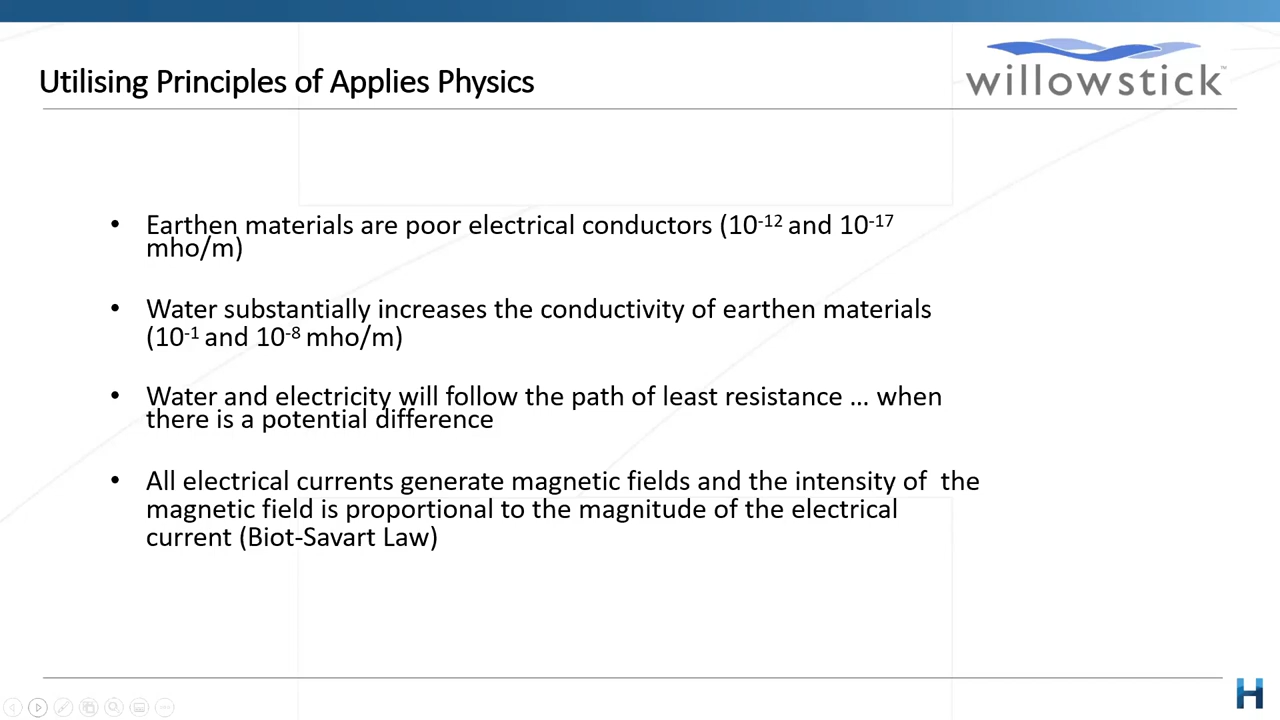 Utilising Principles of Applies Physics
willowstick™
• Earthen materials are poor electrical conductors (10⁻¹² and 10⁻¹⁷
mho/m)
• Water substantially increases the conductivity of earthen materials
(10⁻¹ and 10⁻⁸ mho/m)
• Water and electricity will follow the path of least resistance … when
there is a potential difference
• All electrical currents generate magnetic fields and the intensity of the
magnetic field is proportional to the magnitude of the electrical
current (Biot-Savart Law)
H